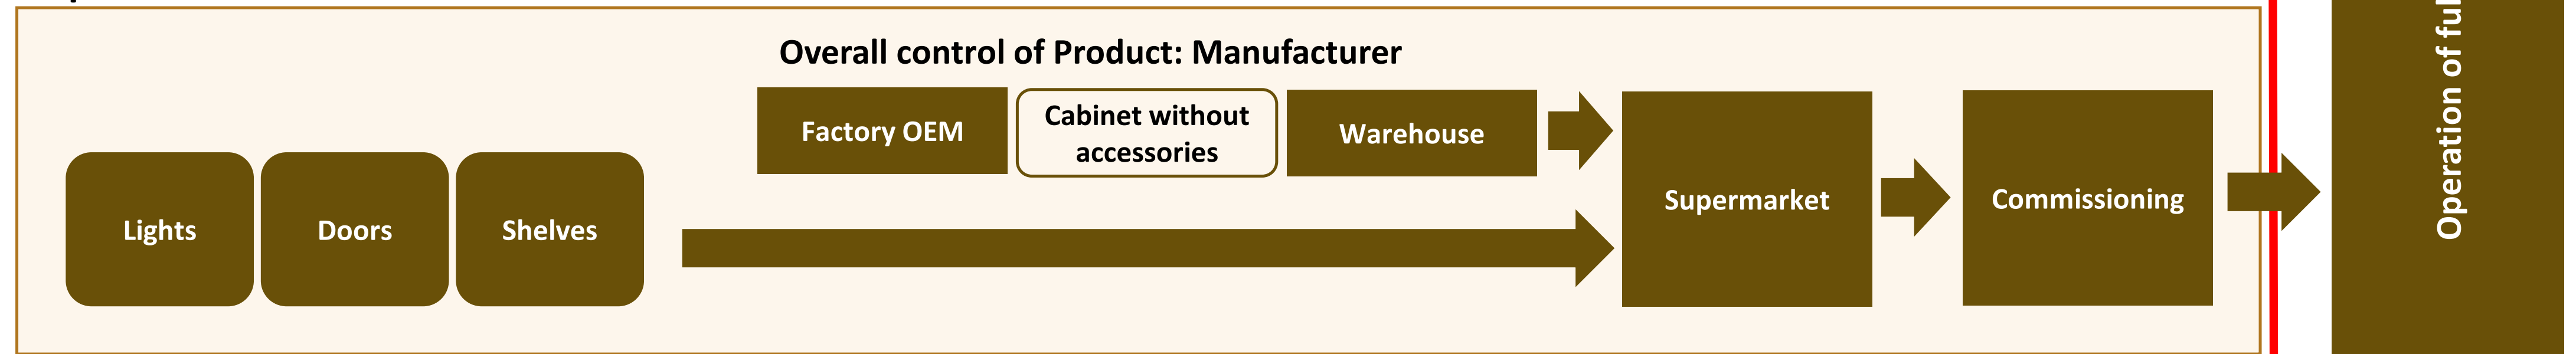 Overall control of Product: Manufacturer
Factory OEM
Cabinet without
accessories
Warehouse
Supermarket
Commissioning
Lights
Doors
Shelves
Operation of ful